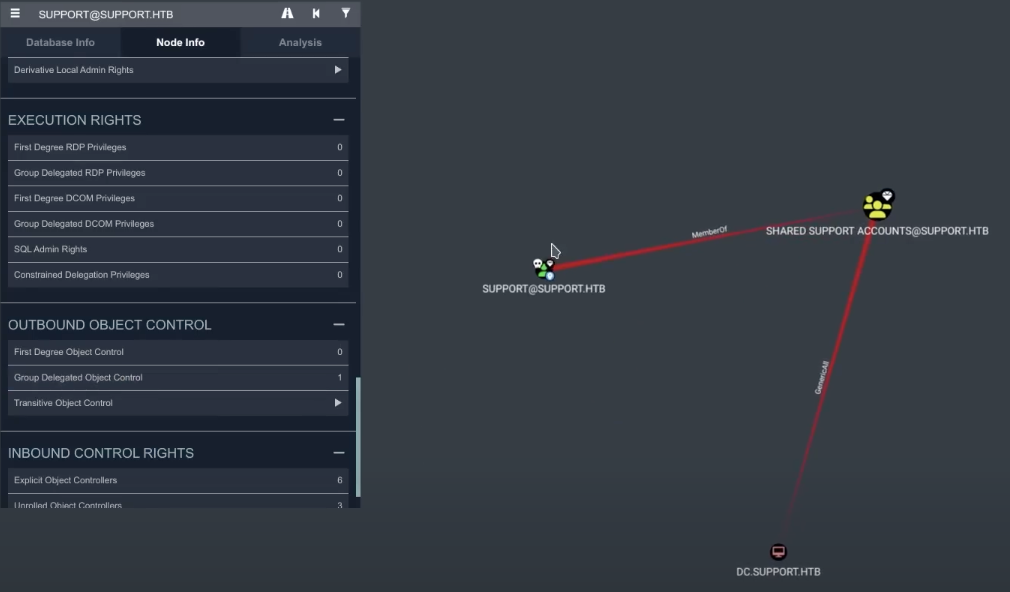 SUPPORT@SUPPORT.HTB
Database Info
Node Info
Analysis
Derivative Local Admin Rights
EXECUTION RIGHTS
First Degree RDP Privileges 0
Group Delegated RDP Privileges 0
First Degree DCOM Privileges 0
Group Delegated DCOM Privileges 0
SQL Admin Rights 0
Constrained Delegation Privileges 0
OUTBOUND OBJECT CONTROL
First Degree Object Control 0
Group Delegated Object Control 1
Transitive Object Control
INBOUND CONTROL RIGHTS
Explicit Object Controllers 6
Unrolled Object Controllers 3
MemberOf
SHARED SUPPORT ACCOUNTS@SUPPORT.HTB
SUPPORT@SUPPORT.HTB
GenericAll
DC.SUPPORT.HTB